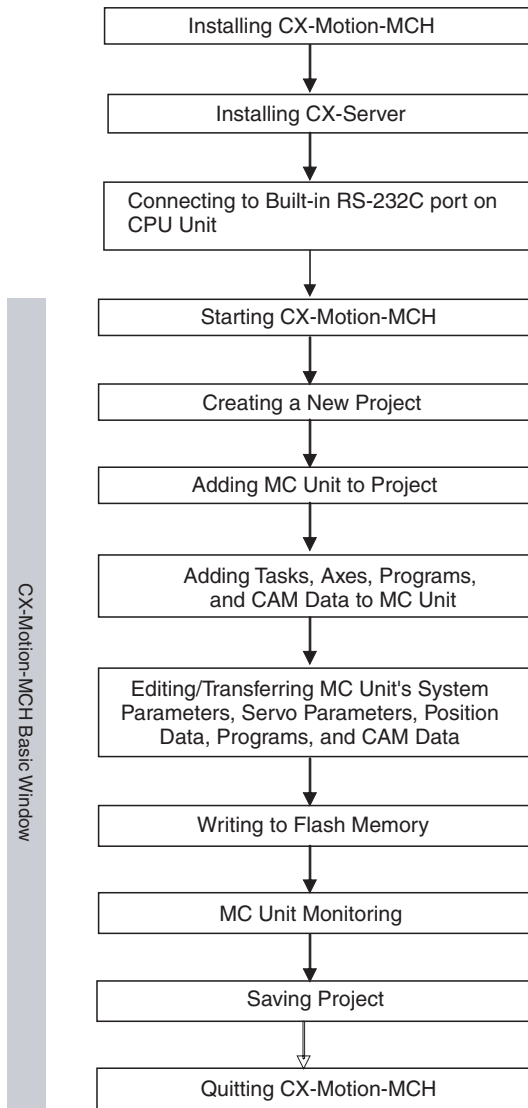 Installing CX-Motion-MCH
Installing CX-Server
Connecting to Built-in RS-232C port on
CPU Unit
Starting CX-Motion-MCH
Creating a New Project
Adding MC Unit to Project
Adding Tasks, Axes, Programs,
and CAM Data to MC Unit
Editing/Transferring MC Unit's System
Parameters, Servo Parameters, Position
Data, Programs, and CAM Data
Writing to Flash Memory
MC Unit Monitoring
Saving Project
Quitting CX-Motion-MCH
CX-Motion-MCH Basic Window